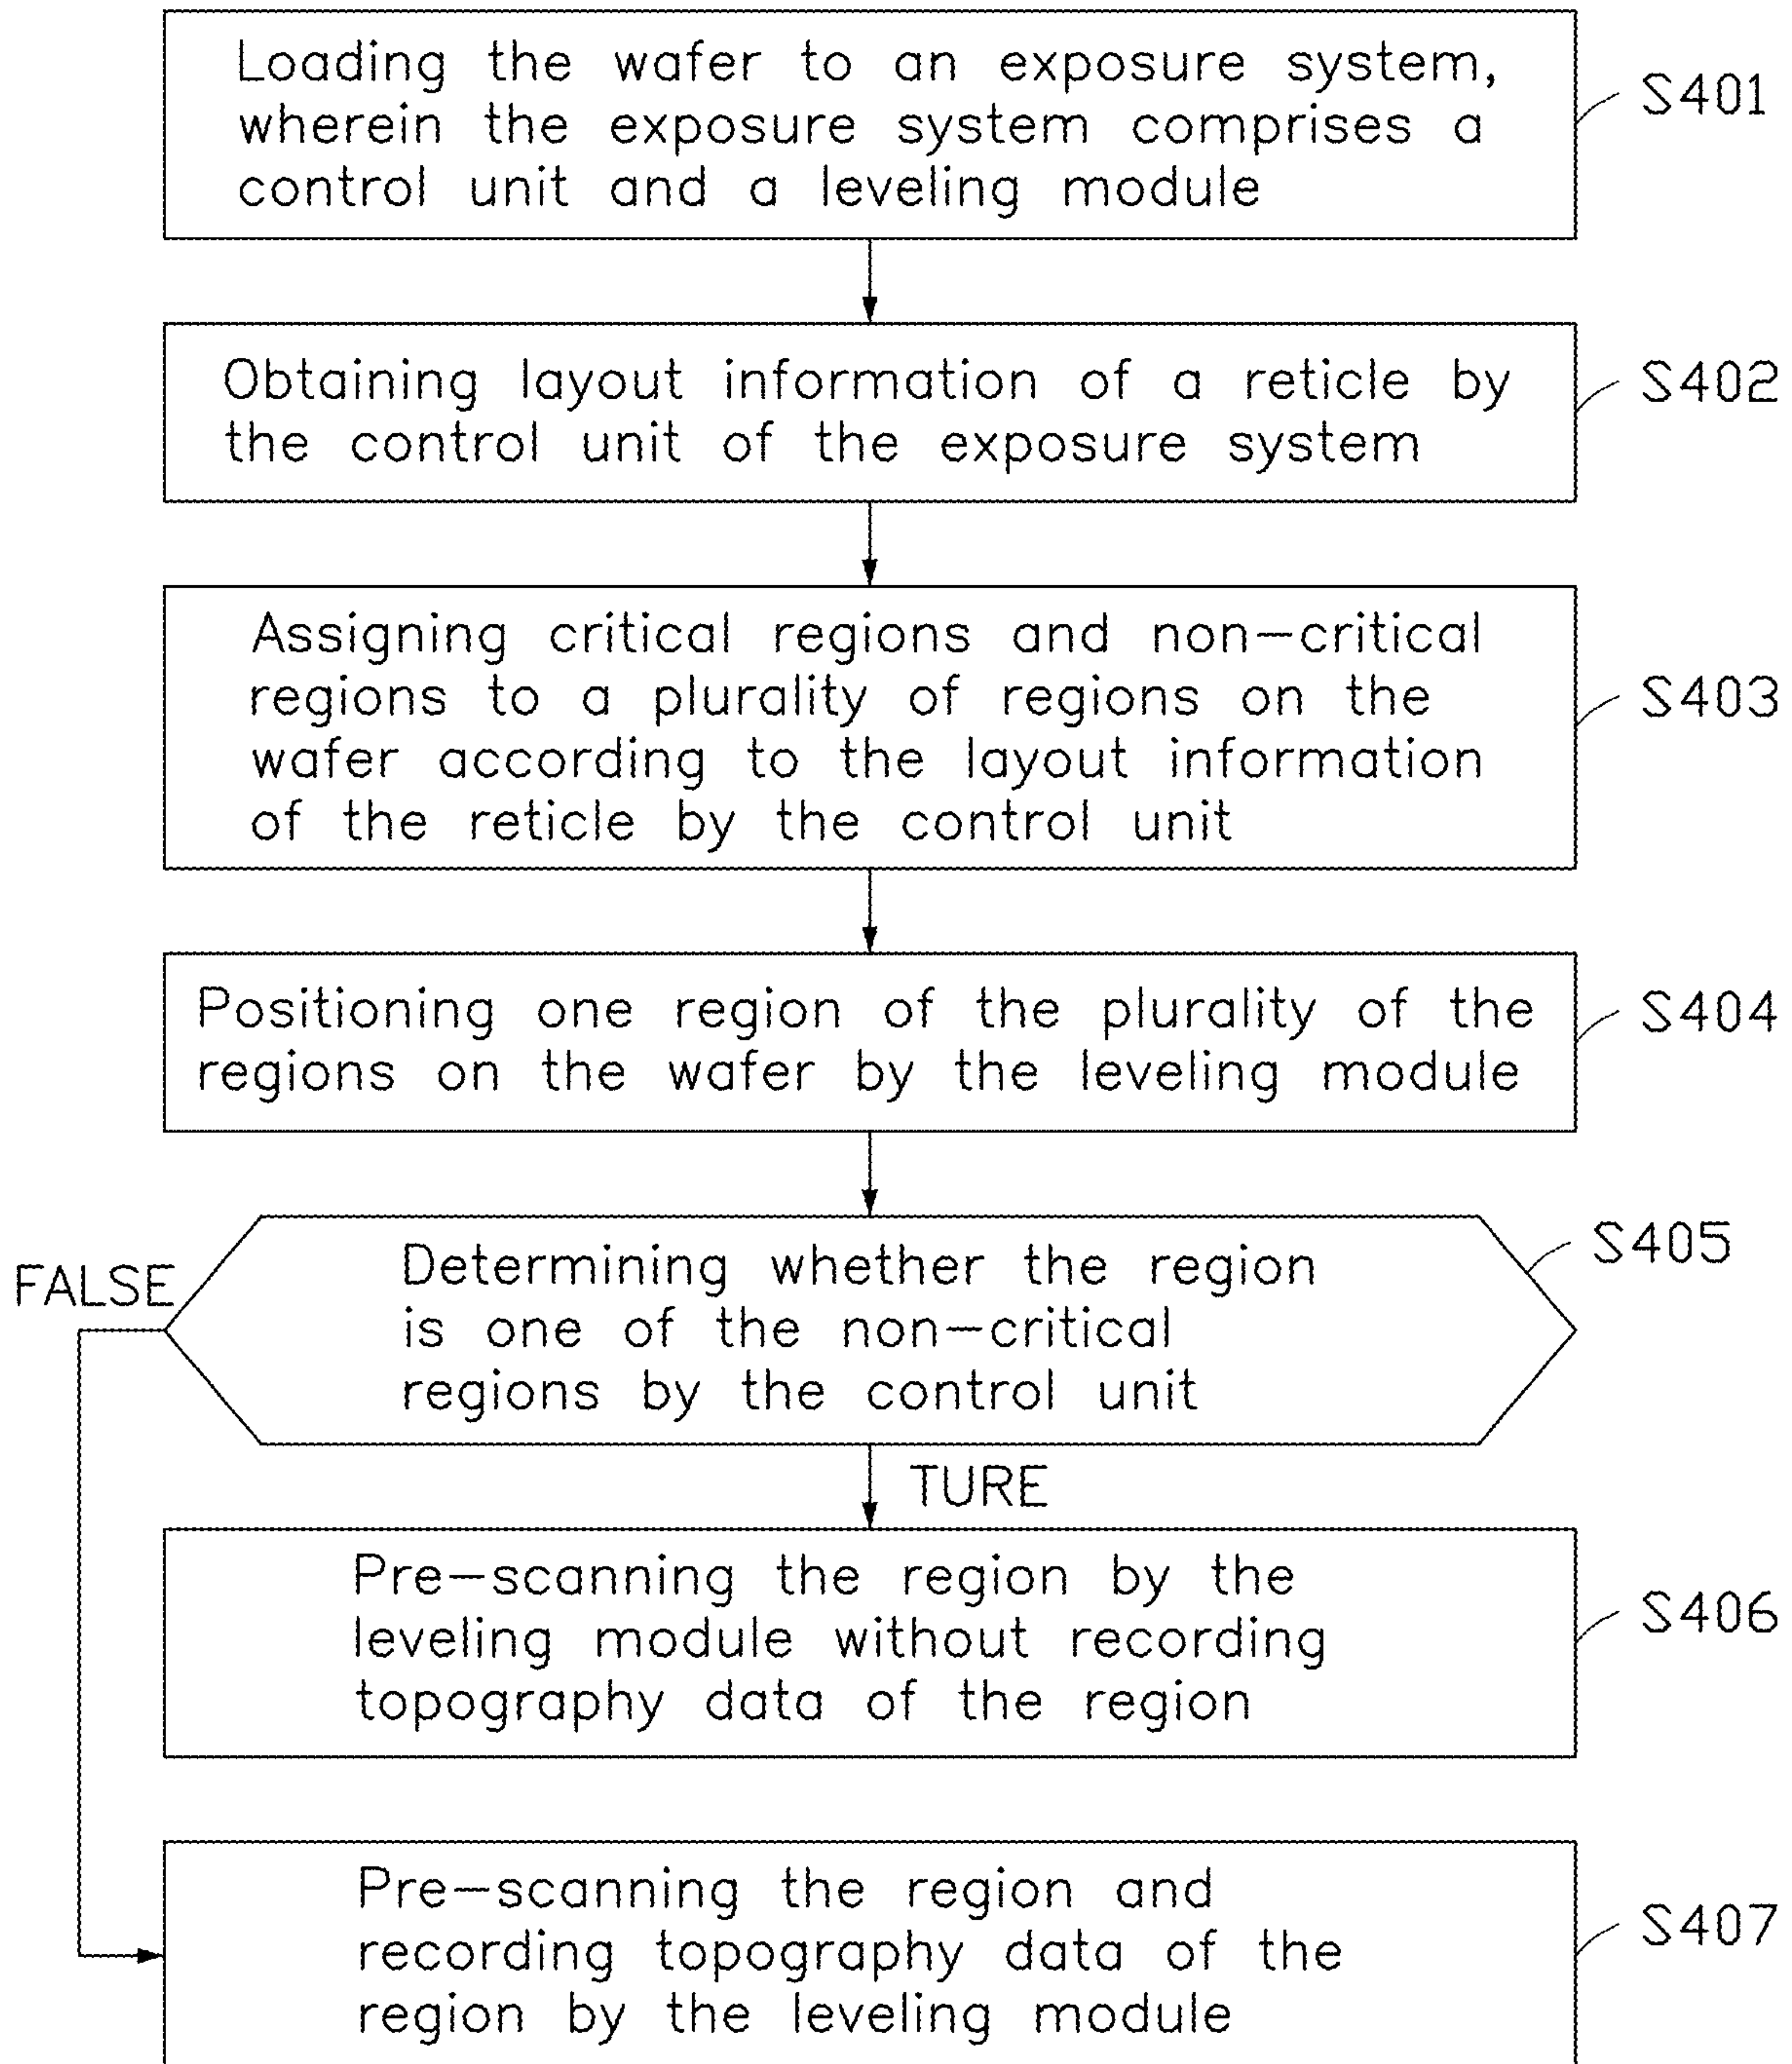 Loading the wafer to an exposure system,
wherein the exposure system comprises a
control unit and a leveling module
S401
Obtaining layout information of a reticle by
the control unit of the exposure system
S402
Assigning critical regions and non-critical
regions to a plurality of regions on the
wafer according to the layout information
of the reticle by the control unit
S403
Positioning one region of the plurality of the
regions on the wafer by the leveling module
S404
Determining whether the region
is one of the non-critical
regions by the control unit
S405
FALSE
TURE
Pre-scanning the region by the
leveling module without recording
topography data of the region
S406
Pre-scanning the region and
recording topography data of the
region by the leveling module
S407